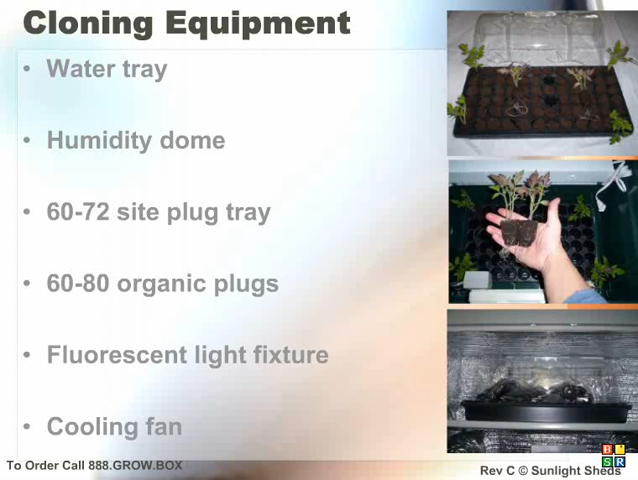 Cloning Equipment
• Water tray
• Humidity dome
• 60-72 site plug tray
• 60-80 organic plugs
• Fluorescent light fixture
• Cooling fan
To Order Call 888.GROW.BOX
Rev C © Sunlight Sheds
B L
S R